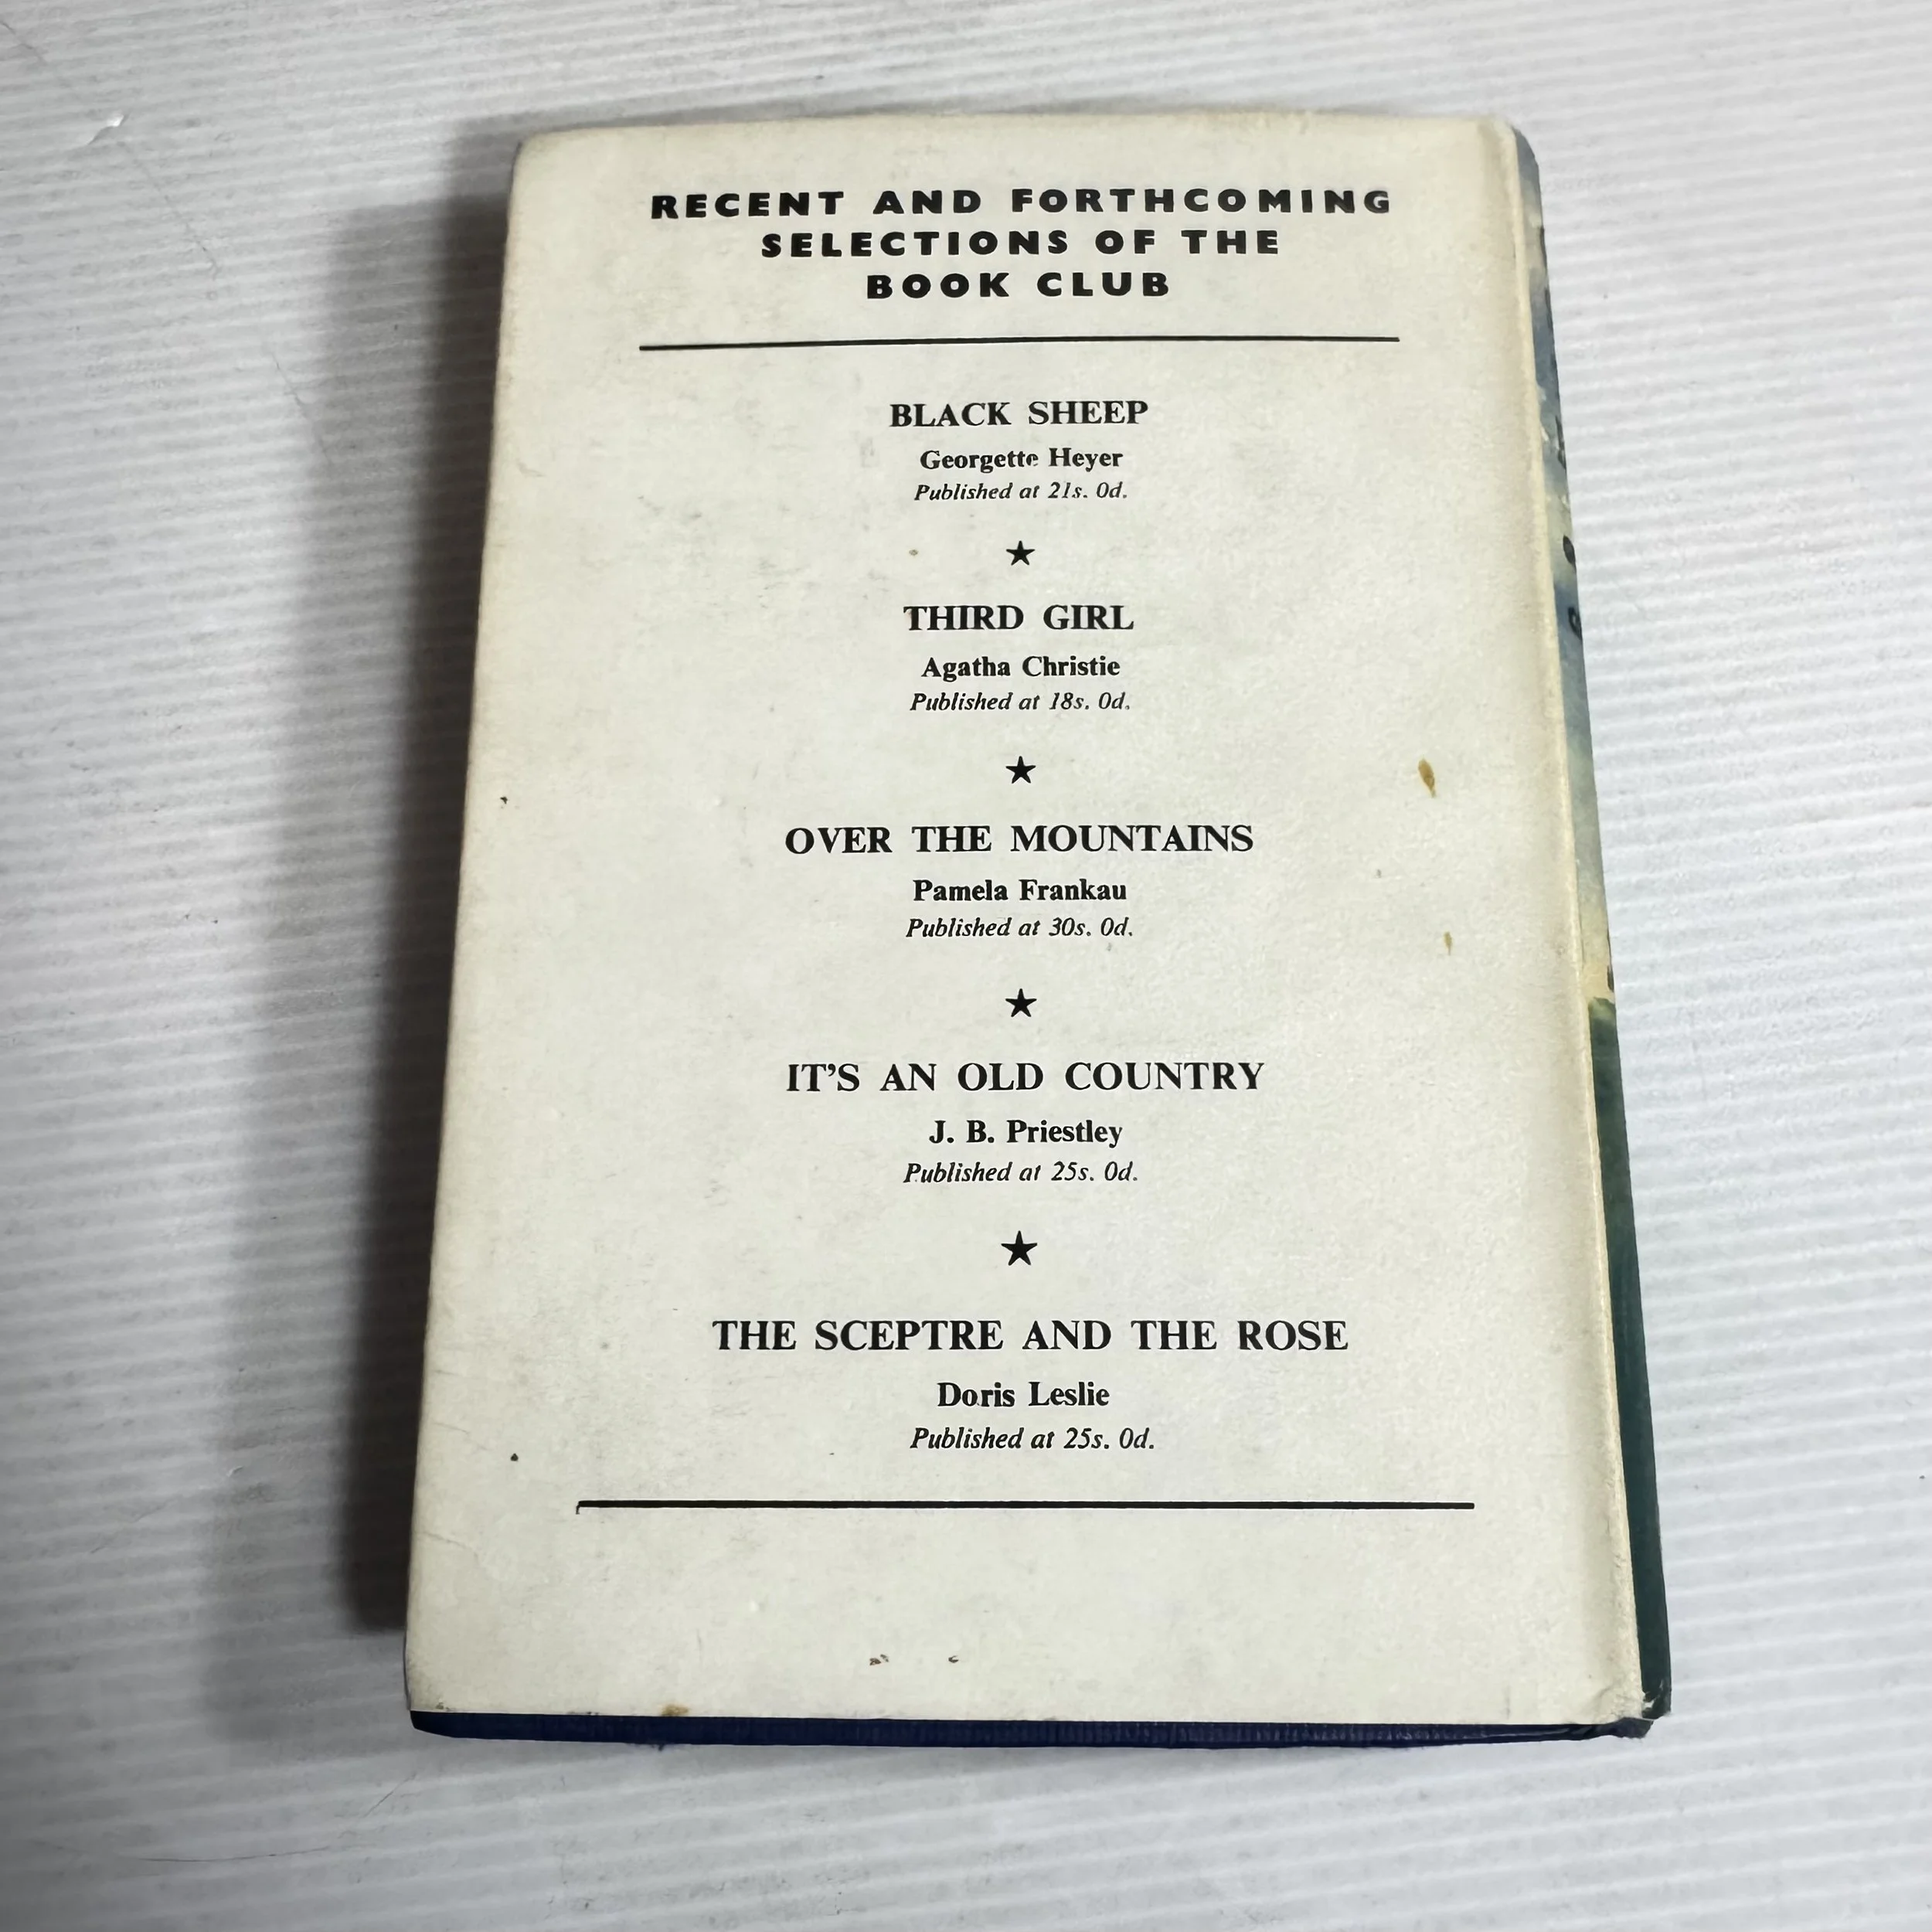 RECENT AND FORTHCOMING
SELECTIONS OF THE
BOOK CLUB
BLACK SHEEP
Georgette Heyer
Published at 21s. 0d.
THIRD GIRL
Agatha Christie
Published at 18s. 0d.
OVER THE MOUNTAINS
Pamela Frankau
Published at 30s. 0d.
IT'S AN OLD COUNTRY
J. B. Priestley
Published at 25s. 0d.
THE SCEPTRE AND THE ROSE
Doris Leslie
Published at 25s. 0d.